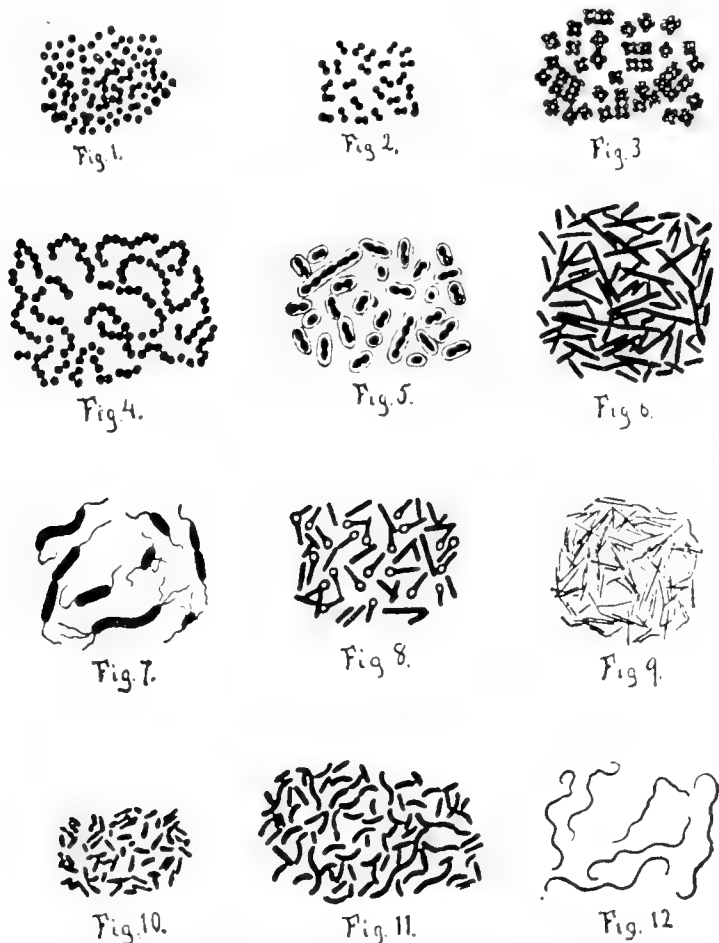 Fig. 1.
Fig 2.
Fig. 3
Fig. 4.
Fig. 5.
Fig 6.
Fig. 7.
Fig 8.
Fig 9.
Fig. 10.
Fig. 11.
Fig. 12